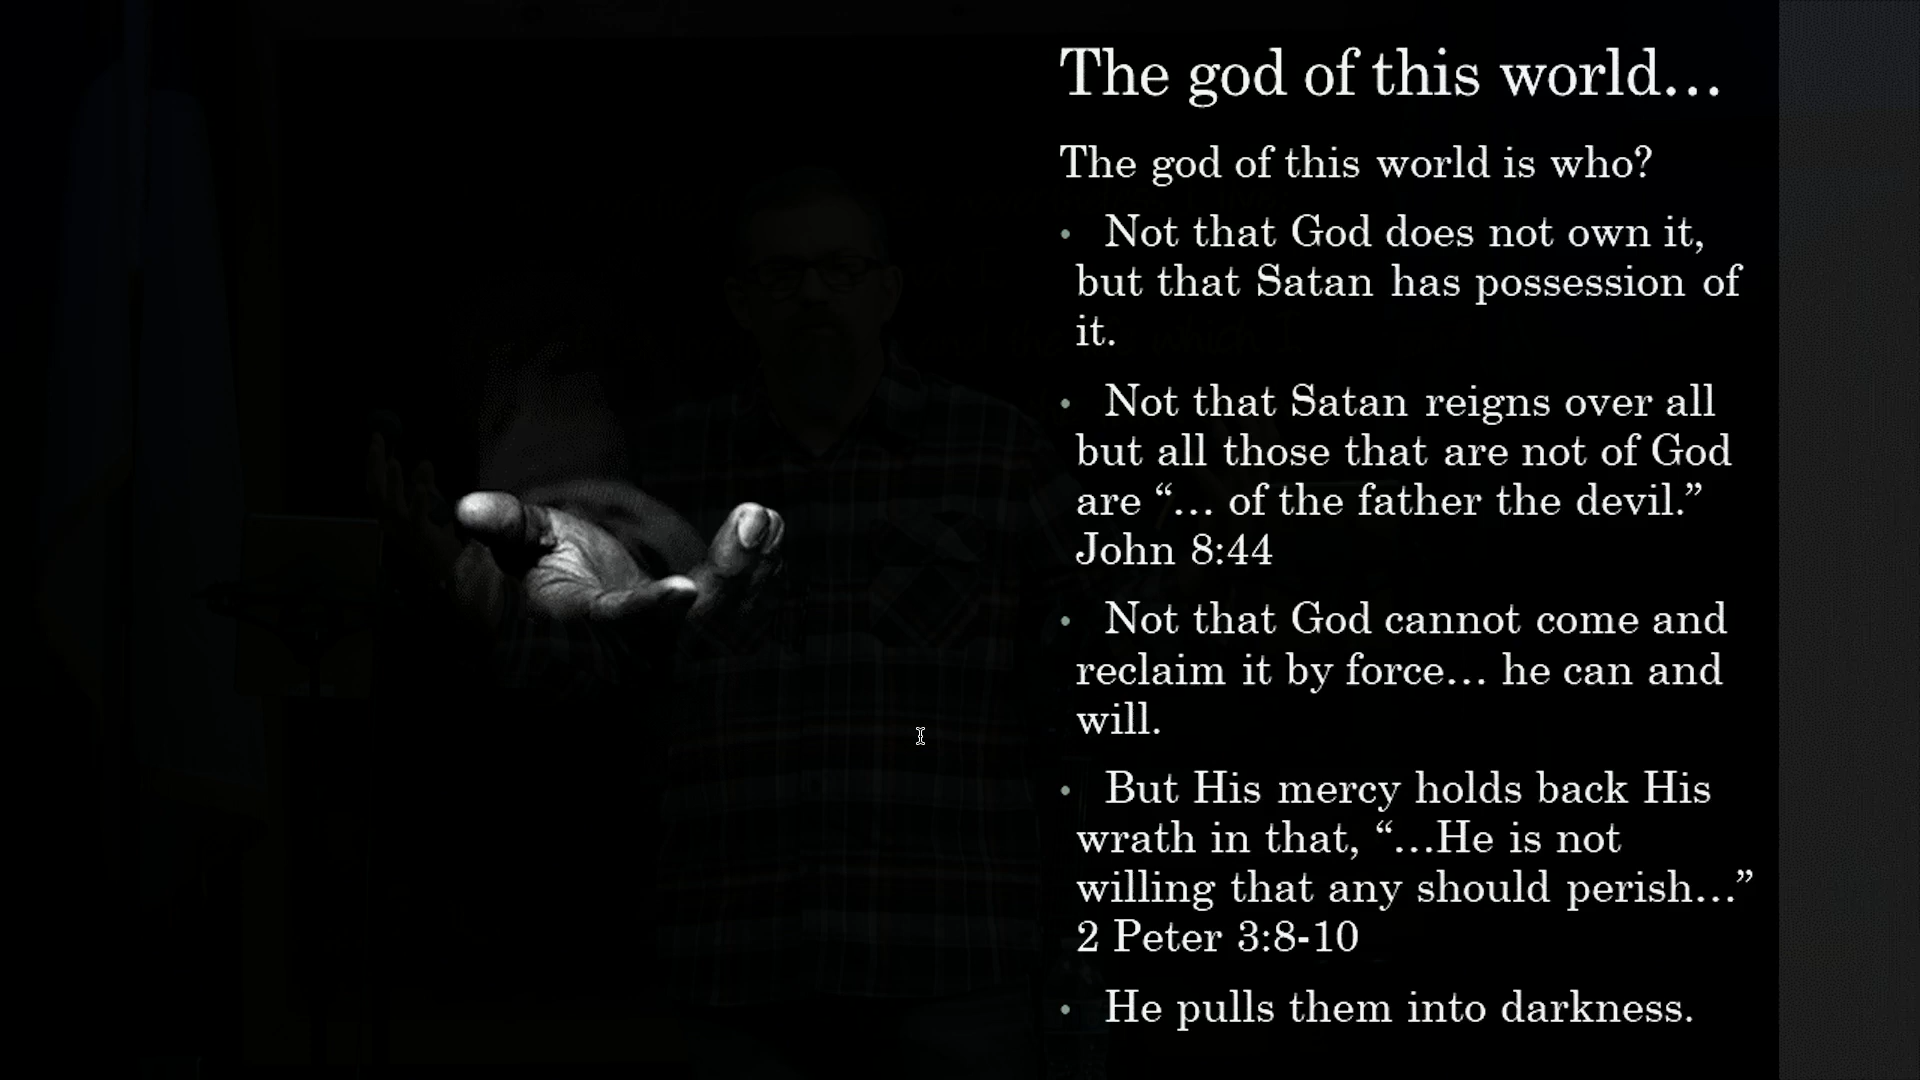 The god of this world...
The god of this world is who?
• Not that God does not own it,
but that Satan has possession of
it.
• Not that Satan reigns over all
but all those that are not of God
are “… of the father the devil.”
John 8:44
• Not that God cannot come and
reclaim it by force… he can and
will.
• But His mercy holds back His
wrath in that, “…He is not
willing that any should perish…”
2 Peter 3:8-10
• He pulls them into darkness.
and
which I